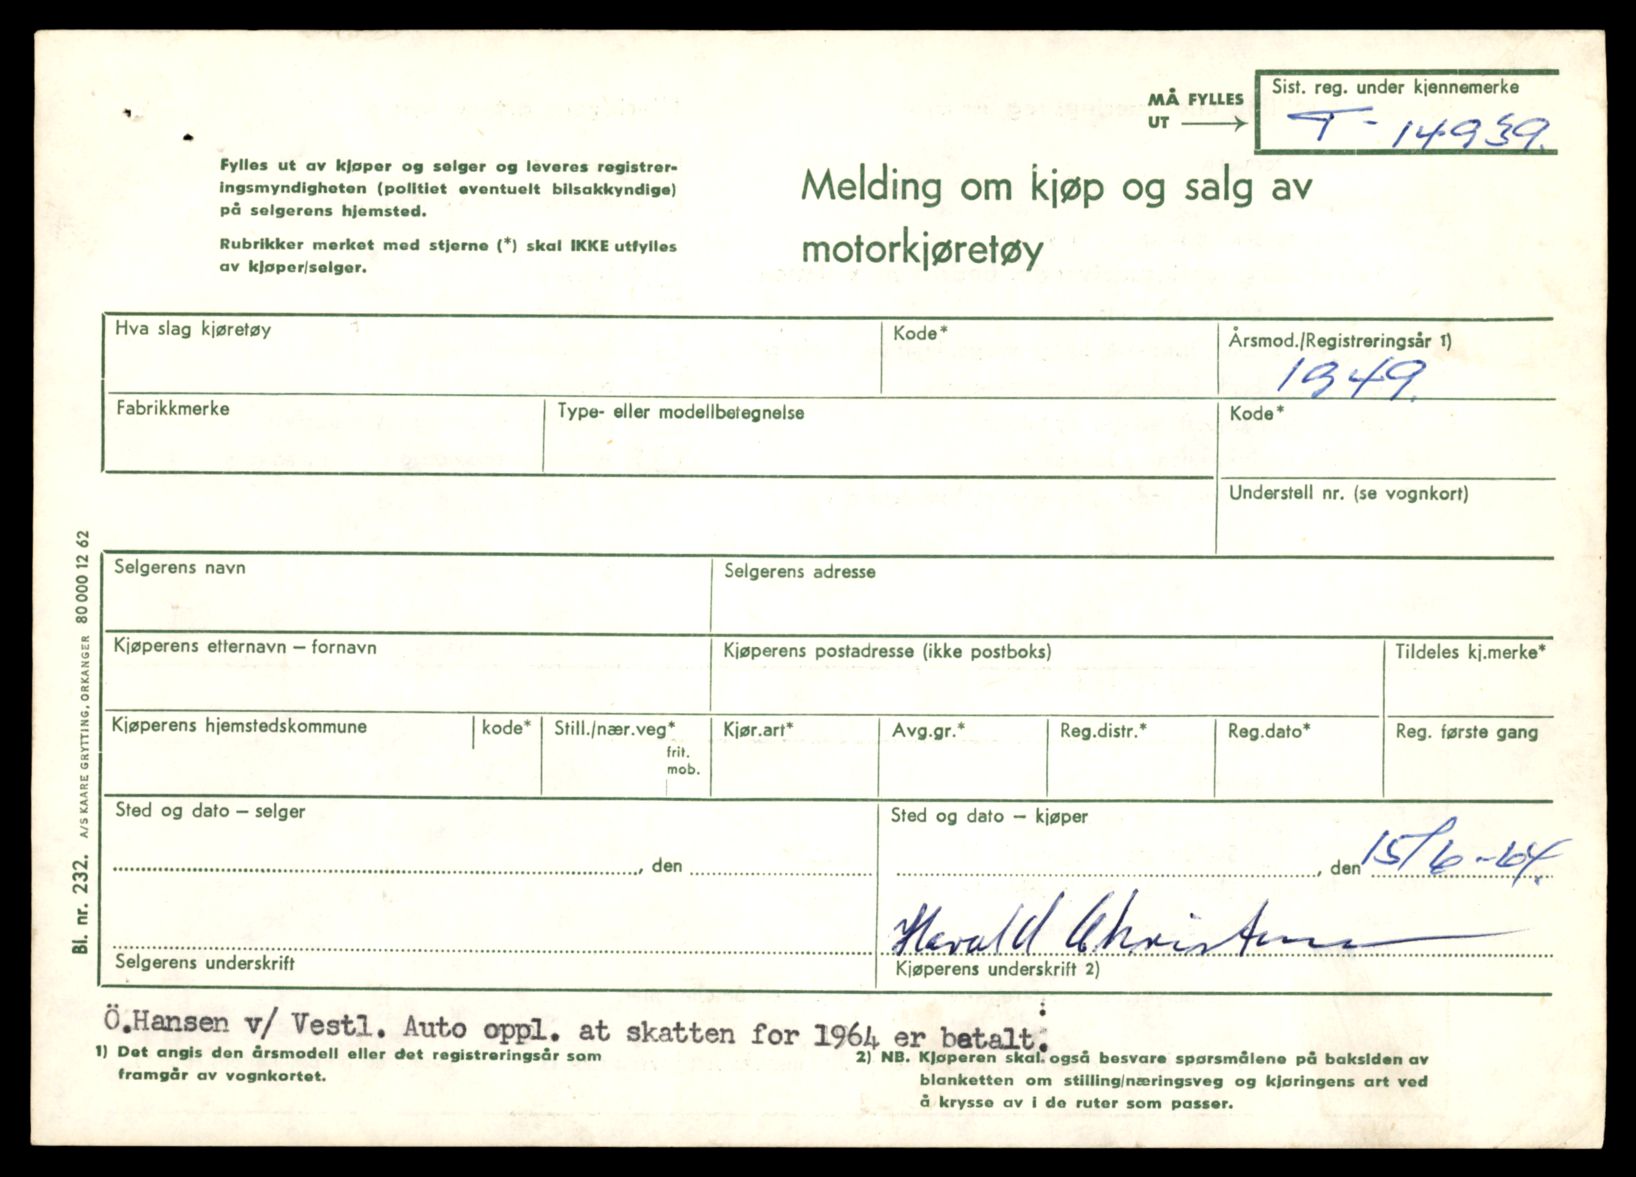 MÅ FYLLES
UT
Sist. reg. under kjennemerke
T - 14939.
Fylles ut av kjøper og selger og leveres registrer-
ingsmyndigheten (politiet eventuelt bilsakkyndige)
på selgerens hjemsted.
Rubrikker merket med stjerne (*) skal IKKE utfylles
av kjøper/selger.
Melding om kjøp og salg av
motorkjøretøy
Hva slag kjøretøy
Kode*
Årsmod./Registreringsår 1)
1949.
Fabrikkmerke
Type- eller modellbetegnelse
Kode*
Understell nr. (se vognkort)
Selgerens navn
Selgerens adresse
Kjøperens etternavn – fornavn
Kjøperens postadresse (ikke postboks)
Tildeles kj.merke*
Kjøperens hjemstedskommune
kode*
Still./nær.veg*
frit.
mob.
Kjør.art*
Avg.gr.*
Reg.distr.*
Reg.dato*
Reg. første gang
Sted og dato – selger
, den
Sted og dato – kjøper
, den 15/6-64.
Harald Christensen
Selgerens underskrift
Kjøperens underskrift 2)
Ö.Hansen v/ Vestl. Auto oppl. at skatten for 1964 er betalt.
1) Det angis den årsmodell eller det registreringsår som
framgår av vognkortet.
2) NB. Kjøperen skal også besvare spørsmålene på baksiden av
blanketten om stilling/næringsveg og kjøringens art ved
å krysse av i de ruter som passer.
Bl. nr. 232. A/S KAARE GRYTTING, ORKANGER 80 000 12 62